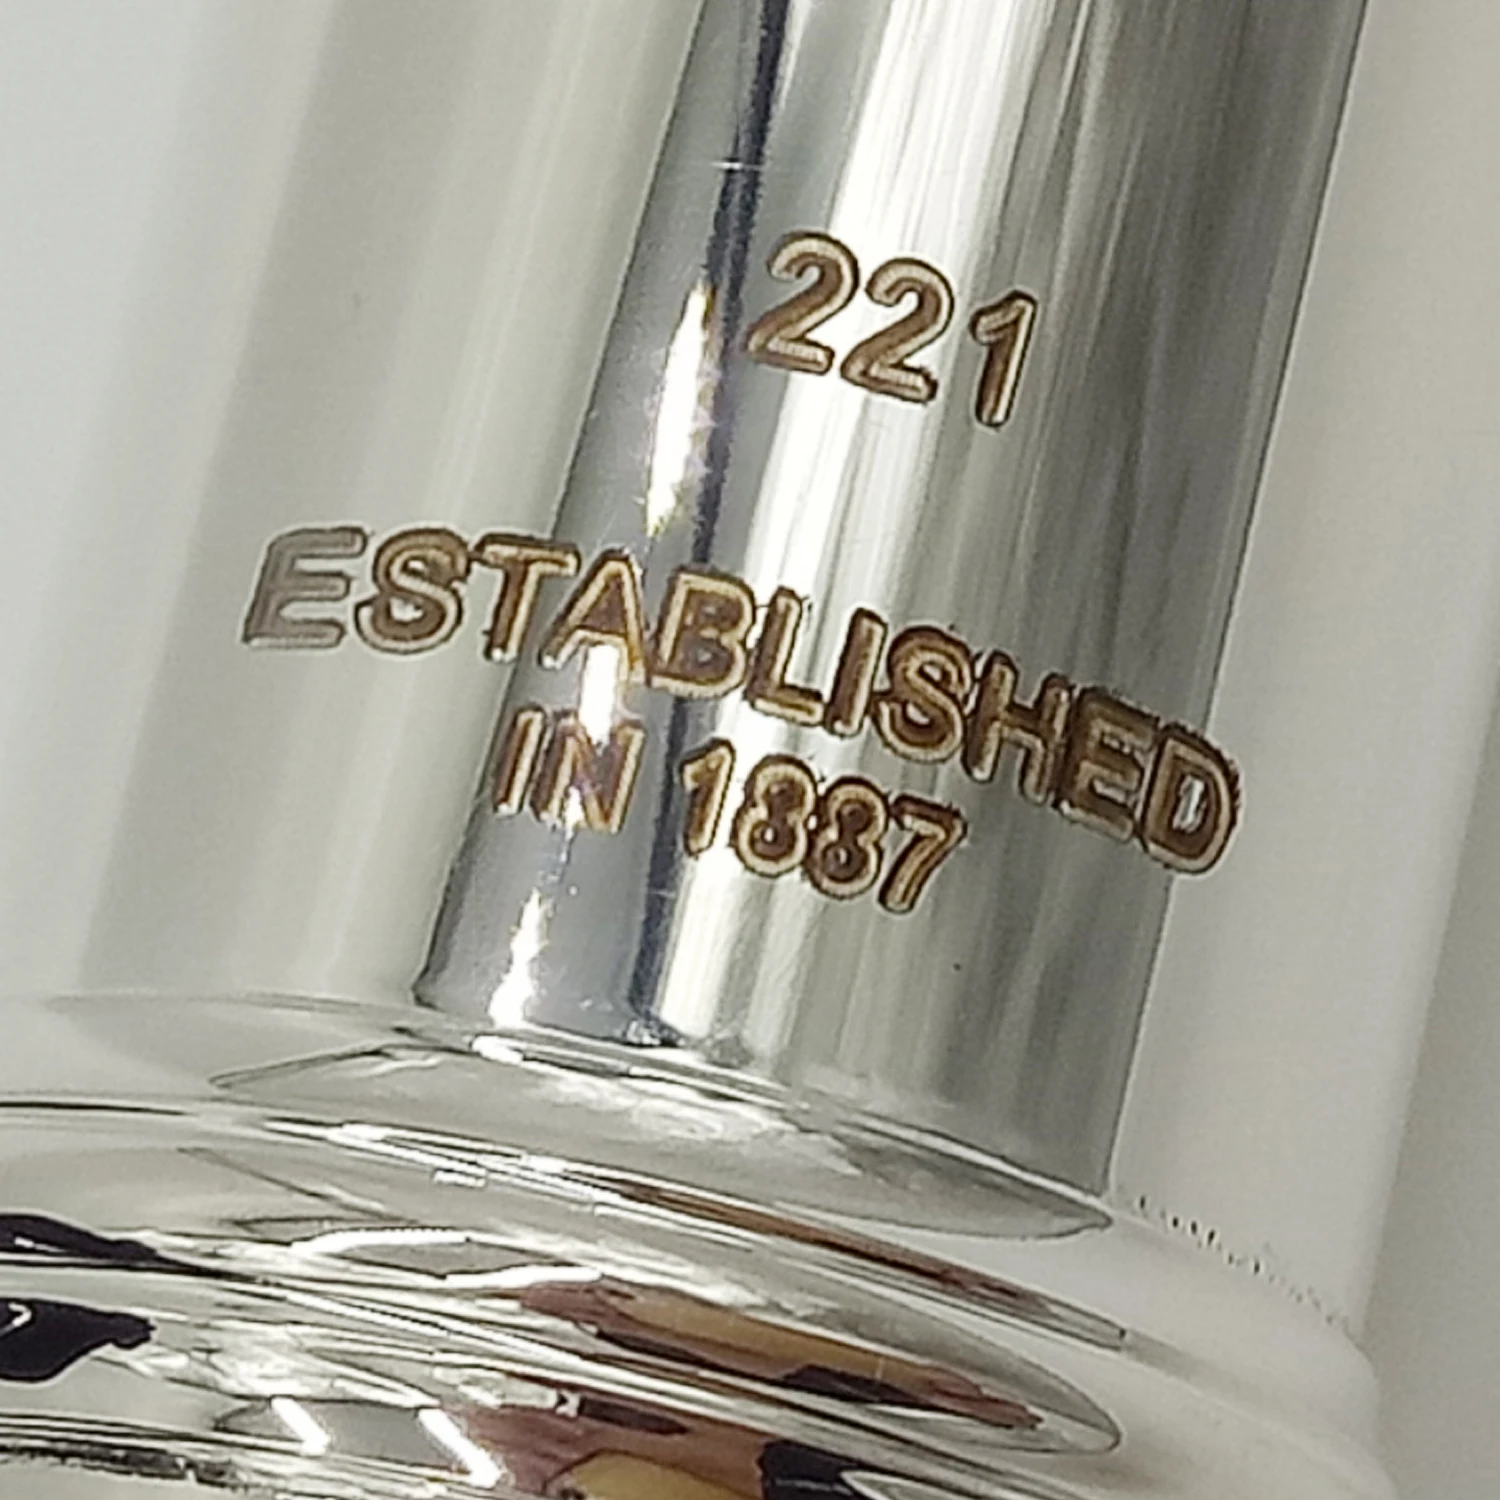 221
ESTABLISHED
IN 1887